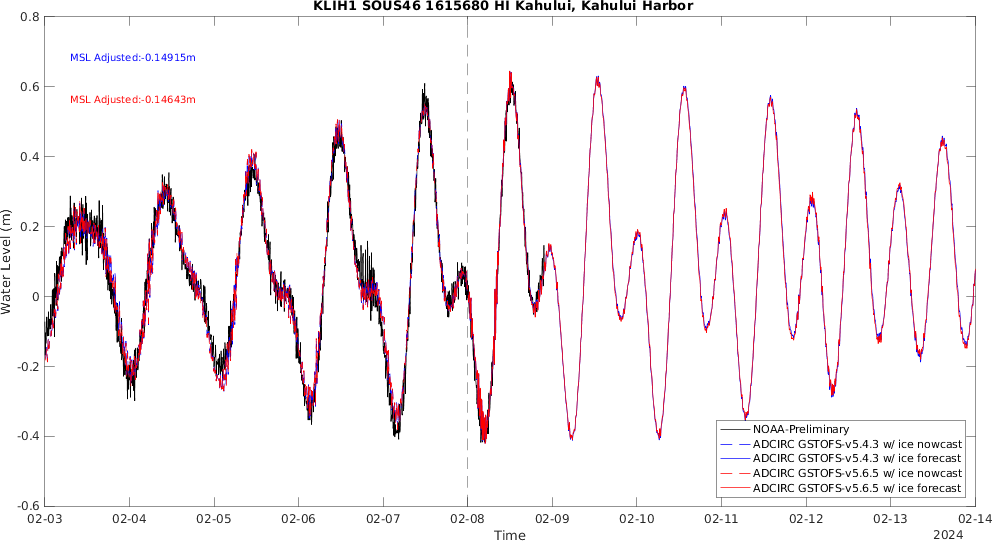 KLIH1 SOUS46 1615680 HI Kahului, Kahului Harbor
0.8
0.6
0.4
0.2
0
-0.2
-0.4
-0.6
Water Level (m)
MSL Adjusted:-0.14915m
MSL Adjusted:-0.14643m
NOAA-Preliminary
ADCIRC GSTOFS-v5.4.3 w/ ice nowcast
ADCIRC GSTOFS-v5.4.3 w/ ice forecast
ADCIRC GSTOFS-v5.6.5 w/ ice nowcast
ADCIRC GSTOFS-v5.6.5 w/ ice forecast
02-03 02-04 02-05 02-06 02-07 02-08 02-09 02-10 02-11 02-12 02-13 02-14
Time
2024